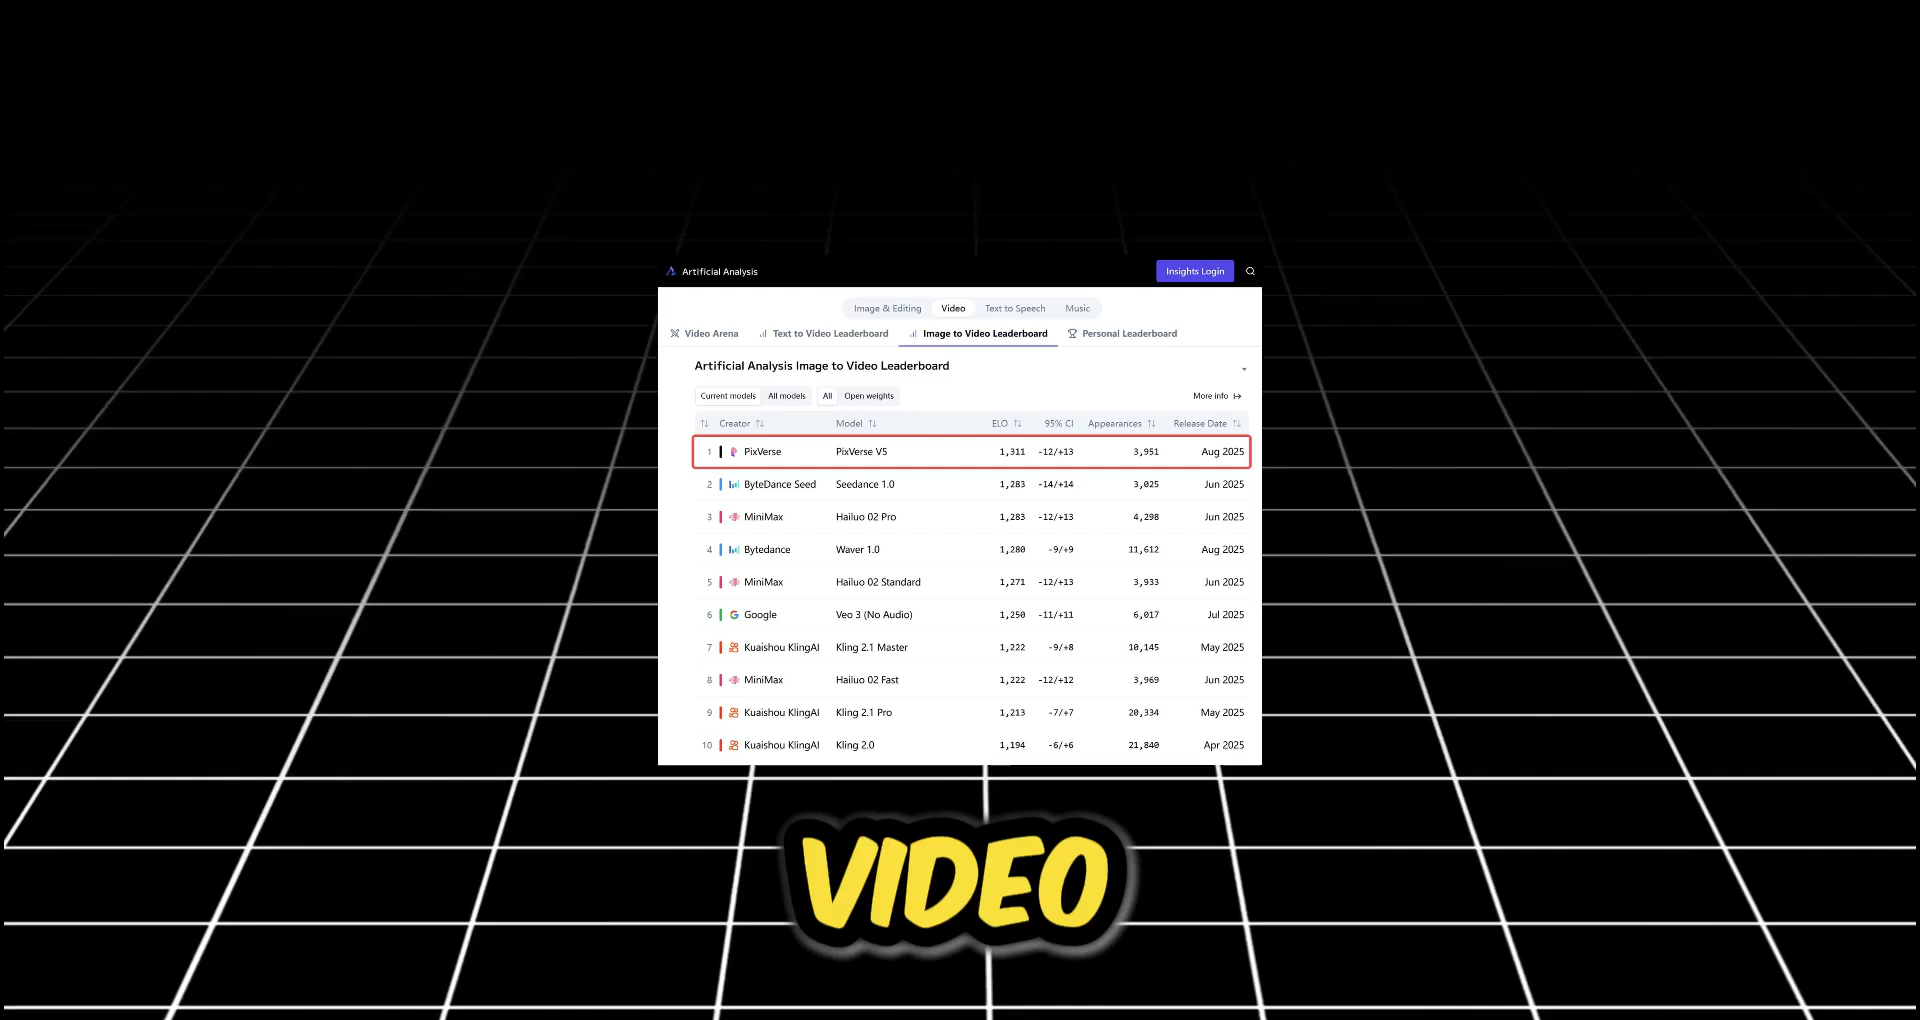 Artificial Analysis Insights Login
Image & Editing Video Text to Speech Music
Video Arena Text to Video Leaderboard Image to Video Leaderboard Personal Leaderboard
Artificial Analysis Image to Video Leaderboard
Current models All models All Open weights More info
Creator Model ELO 95% CI Appearances Release Date
1 PixVerse PixVerse V5 1,311 -12/+13 3,951 Aug 2025
2 ByteDance Seed Seedance 1.0 1,283 -14/+14 3,025 Jun 2025
3 MiniMax Hailuo 02 Pro 1,283 -12/+13 4,298 Jun 2025
4 Bytedance Waver 1.0 1,280 -9/+9 11,612 Aug 2025
5 MiniMax Hailuo 02 Standard 1,271 -12/+13 3,933 Jun 2025
6 Google Veo 3 (No Audio) 1,250 -11/+11 6,017 Jul 2025
7 Kuaishou KlingAI Kling 2.1 Master 1,222 -9/+8 10,145 May 2025
8 MiniMax Hailuo 02 Fast 1,222 -12/+12 3,969 Jun 2025
9 Kuaishou KlingAI Kling 2.1 Pro 1,213 -7/+7 20,334 May 2025
10 Kuaishou KlingAI Kling 2.0 1,194 -6/+6 21,840 Apr 2025
VIDEO